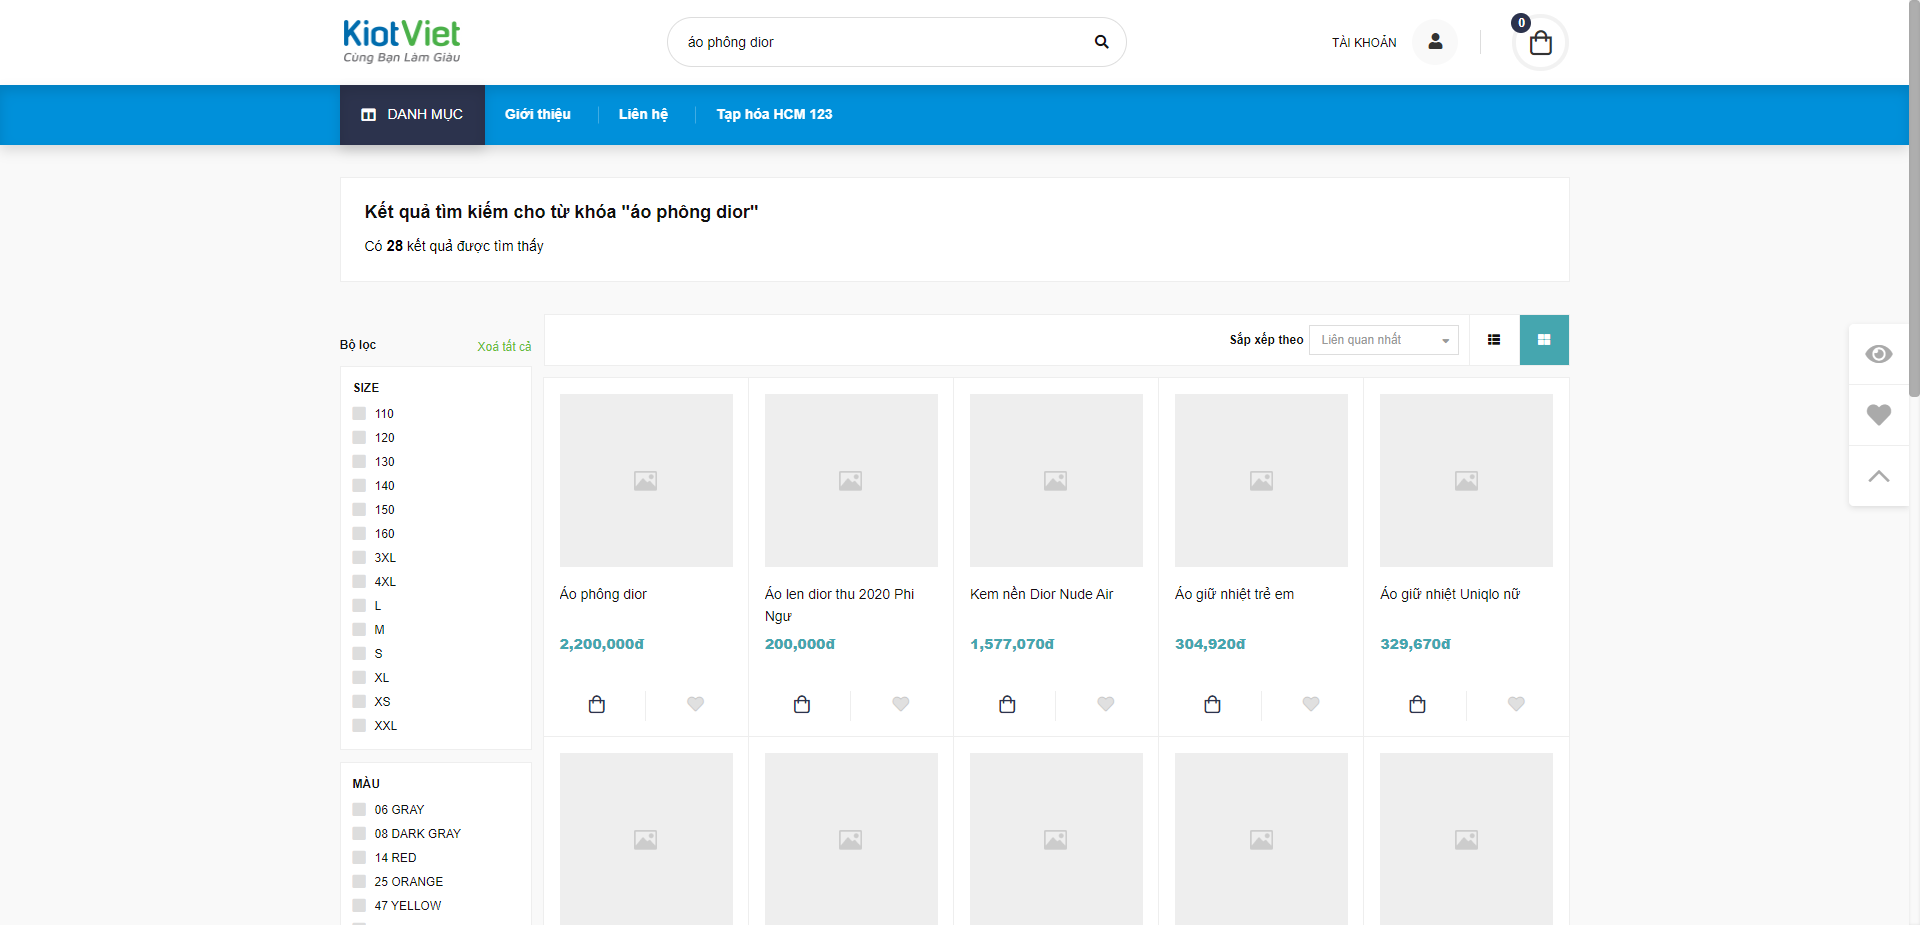 KiotViet
Cùng Bạn Làm Giàu
áo phông dior
TÀI KHOẢN
0
DANH MỤC
Giới thiệu
Liên hệ
Tạp hóa HCM 123
Kết quả tìm kiếm cho từ khóa "áo phông dior"
Có 28 kết quả được tìm thấy
Bộ lọc
Xoá tất cả
Sắp xếp theo
Liên quan nhất
SIZE
110
120
130
140
150
160
3XL
4XL
L
M
S
XL
XS
XXL
MÀU
06 GRAY
08 DARK GRAY
14 RED
25 ORANGE
47 YELLOW
Áo phông dior
2,200,000đ
Áo len dior thu 2020 Phi
Ngư
200,000đ
Kem nền Dior Nude Air
1,577,070đ
Áo giữ nhiệt trẻ em
304,920đ
Áo giữ nhiệt Uniqlo nữ
329,670đ